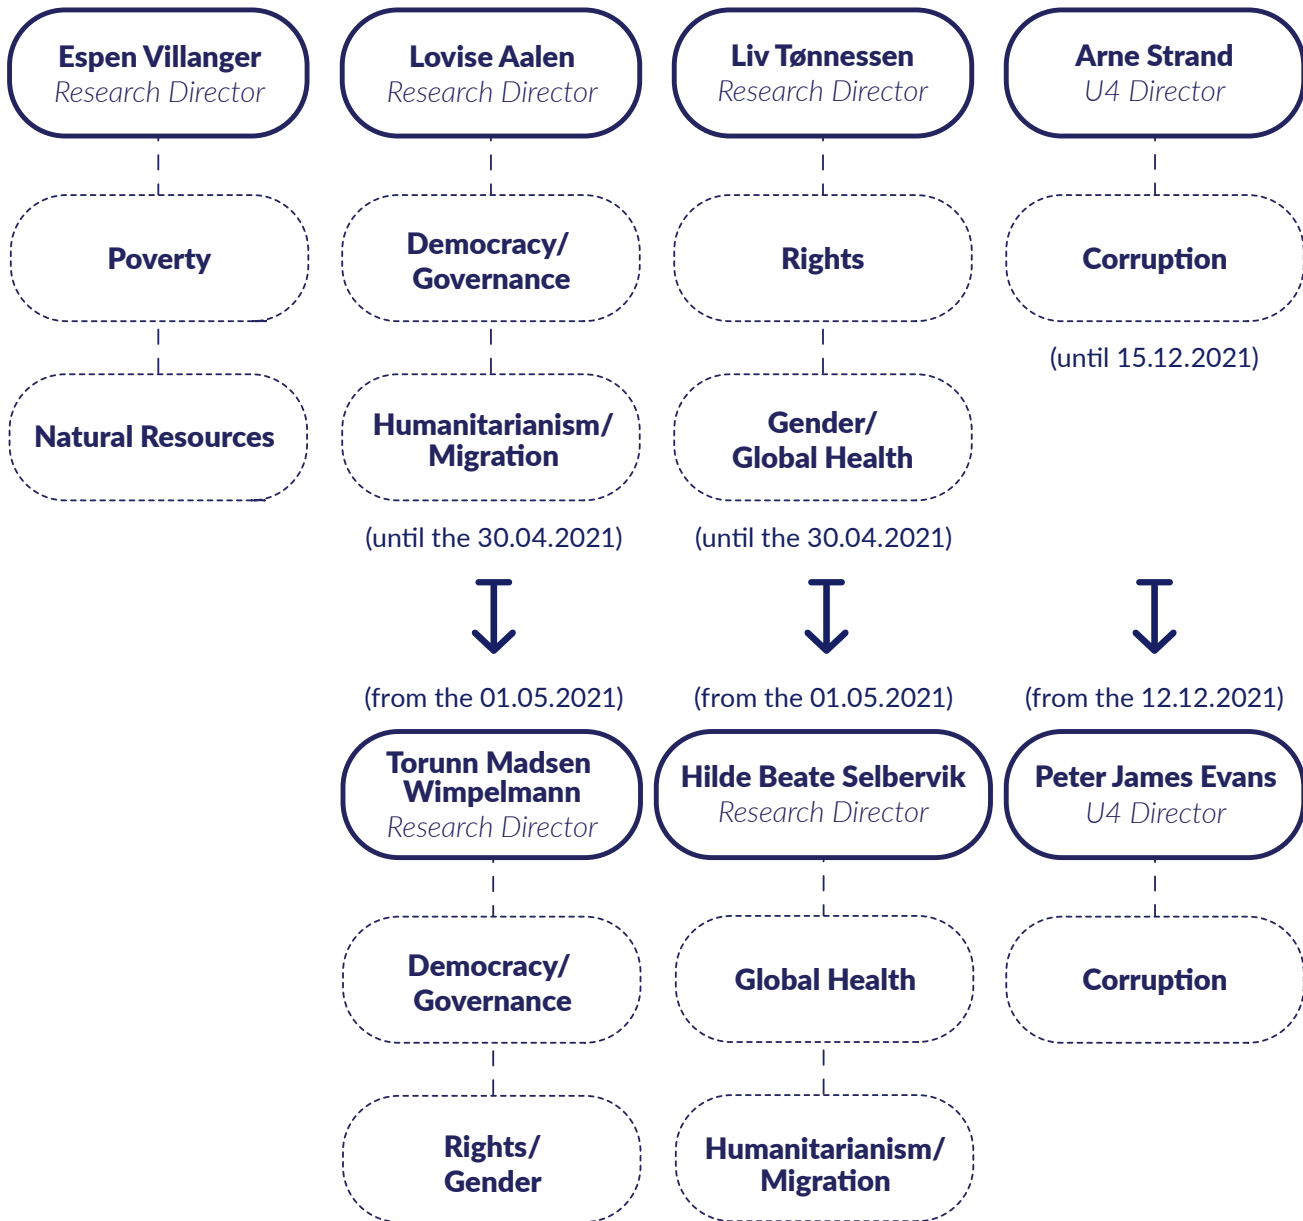 Espen Villanger
Research Director
Lovise Aalen
Research Director
Liv Tønnessen
Research Director
Arne Strand
U4 Director
Poverty
Democracy/
Governance
Rights
Corruption
(until 15.12.2021)
Natural Resources
Humanitarianism/
Migration
Gender/
Global Health
(until the 30.04.2021)
(until the 30.04.2021)
(from the 01.05.2021)
(from the 01.05.2021)
(from the 12.12.2021)
Torunn Madsen
Wimpelmann
Research Director
Hilde Beate Selbervik
Research Director
Peter James Evans
U4 Director
Democracy/
Governance
Global Health
Corruption
Rights/
Gender
Humanitarianism/
Migration